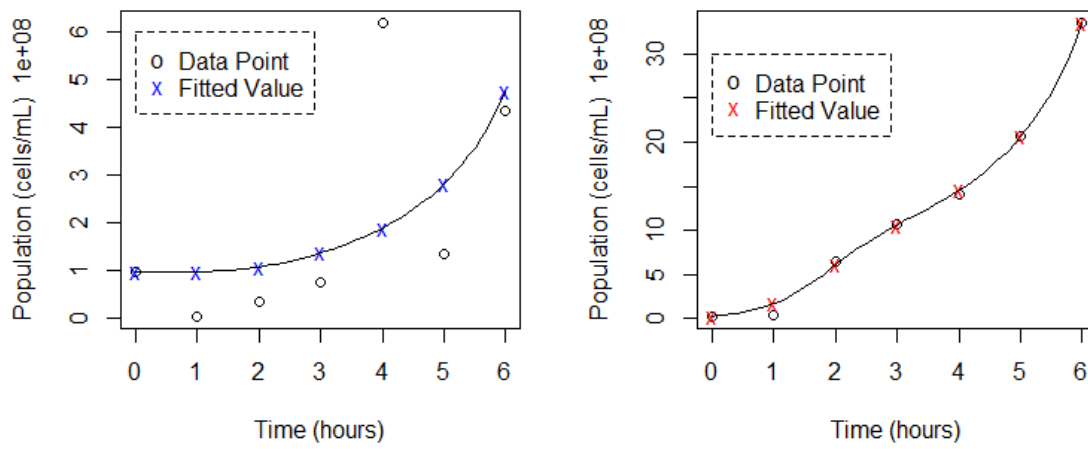 Population (cells/mL) 1e+08
6
5
4
3
2
1
0
o Data Point
x Fitted Value
0 1 2 3 4 5 6
Time (hours)
Population (cells/mL) 1e+08
30
20
10
5
0
o Data Point
x Fitted Value
0 1 2 3 4 5 6
Time (hours)